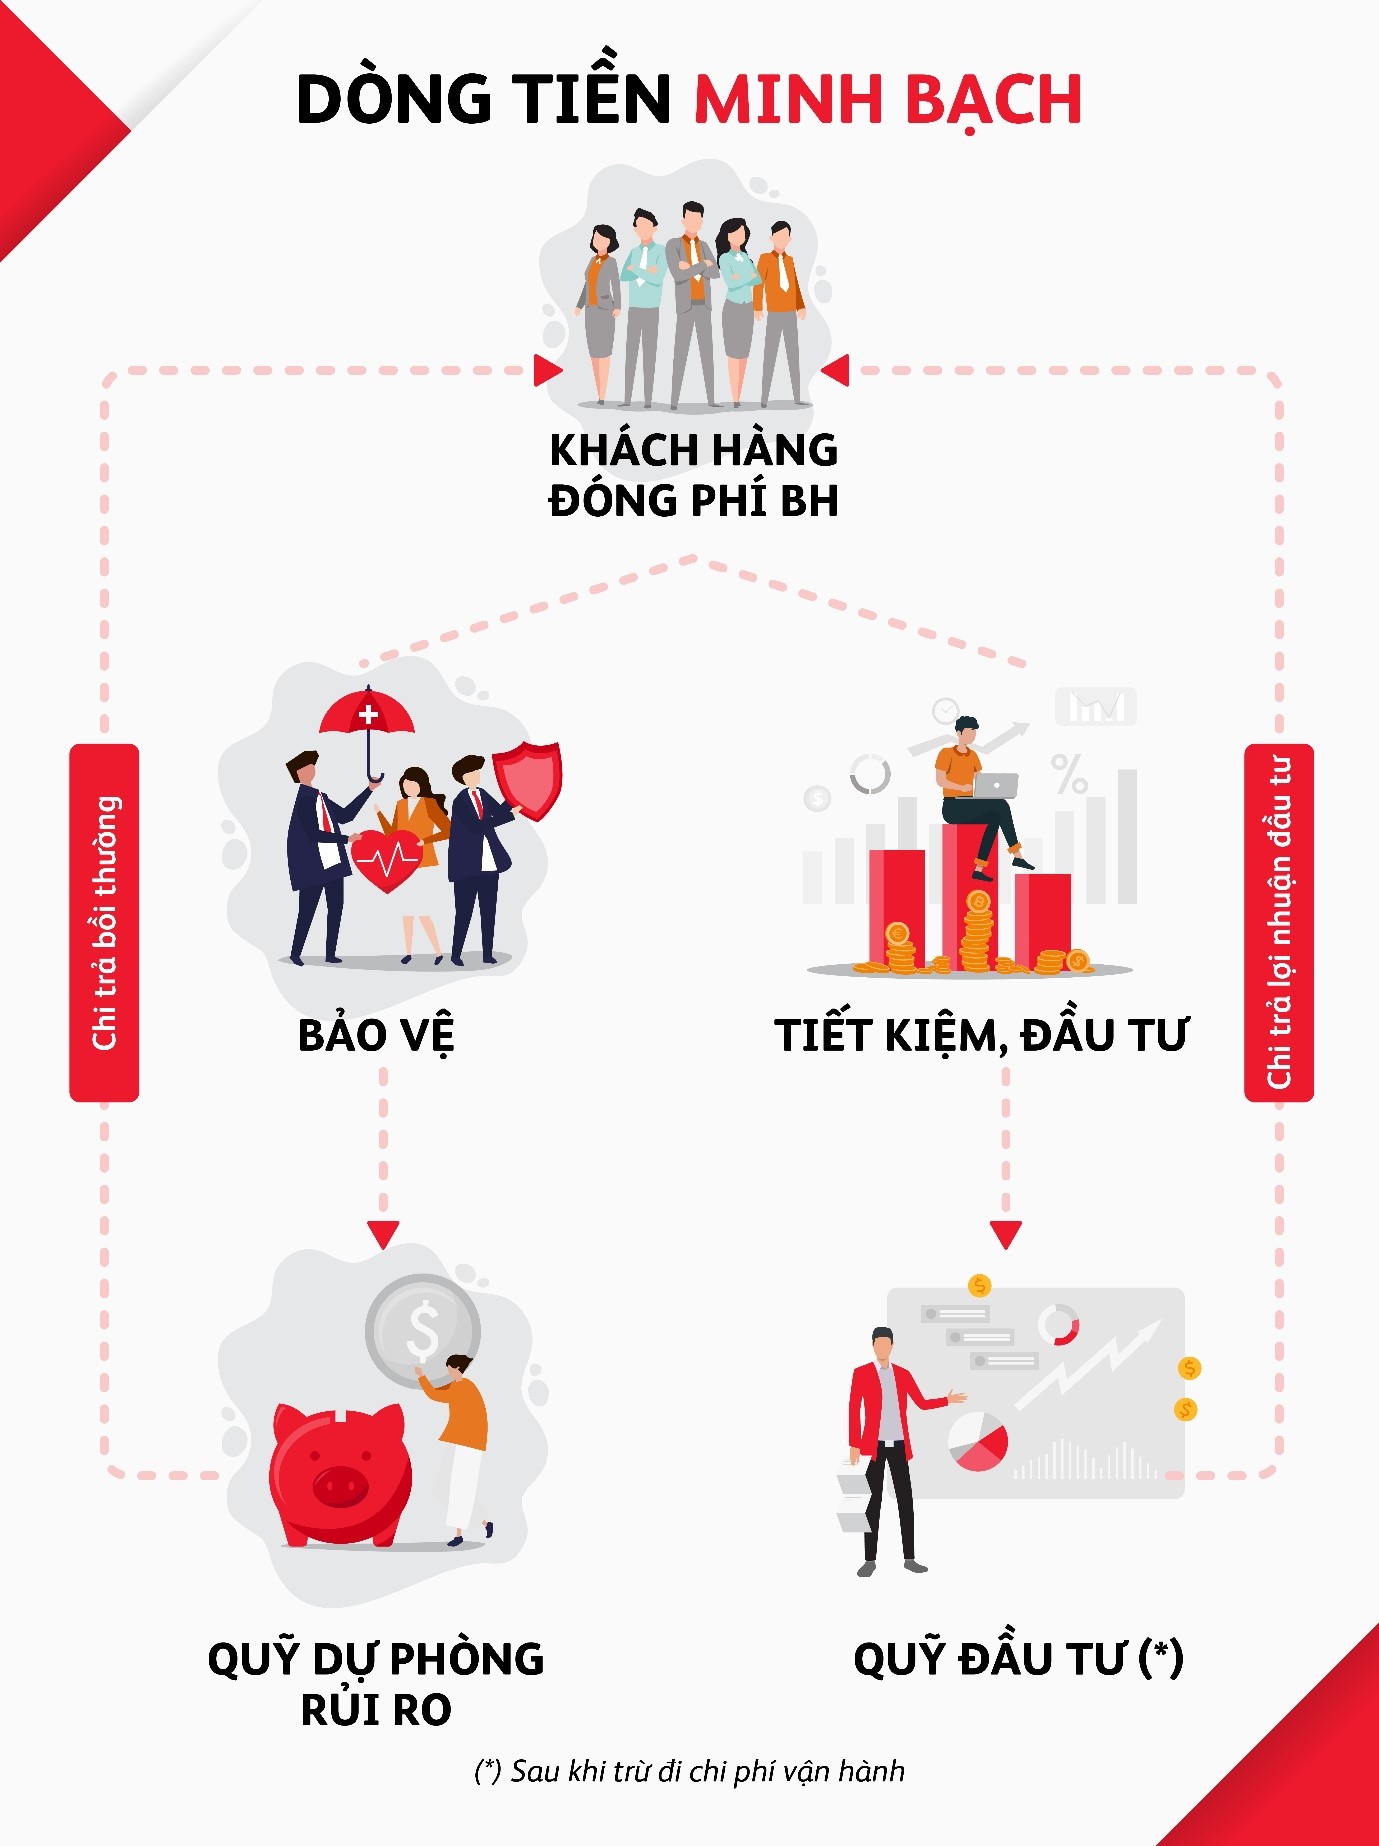 DÒNG TIỀN MINH BẠCH
KHÁCH HÀNG
ĐÓNG PHÍ BH
Chi trả bồi thường
BẢO VỆ
%
TIẾT KIỆM, ĐẦU TƯ
Chi trả lợi nhuận đầu tư
$
QUỸ DỰ PHÒNG
RỦI RO
QUỸ ĐẦU TƯ (*)
(*) Sau khi trừ đi chi phí vận hành